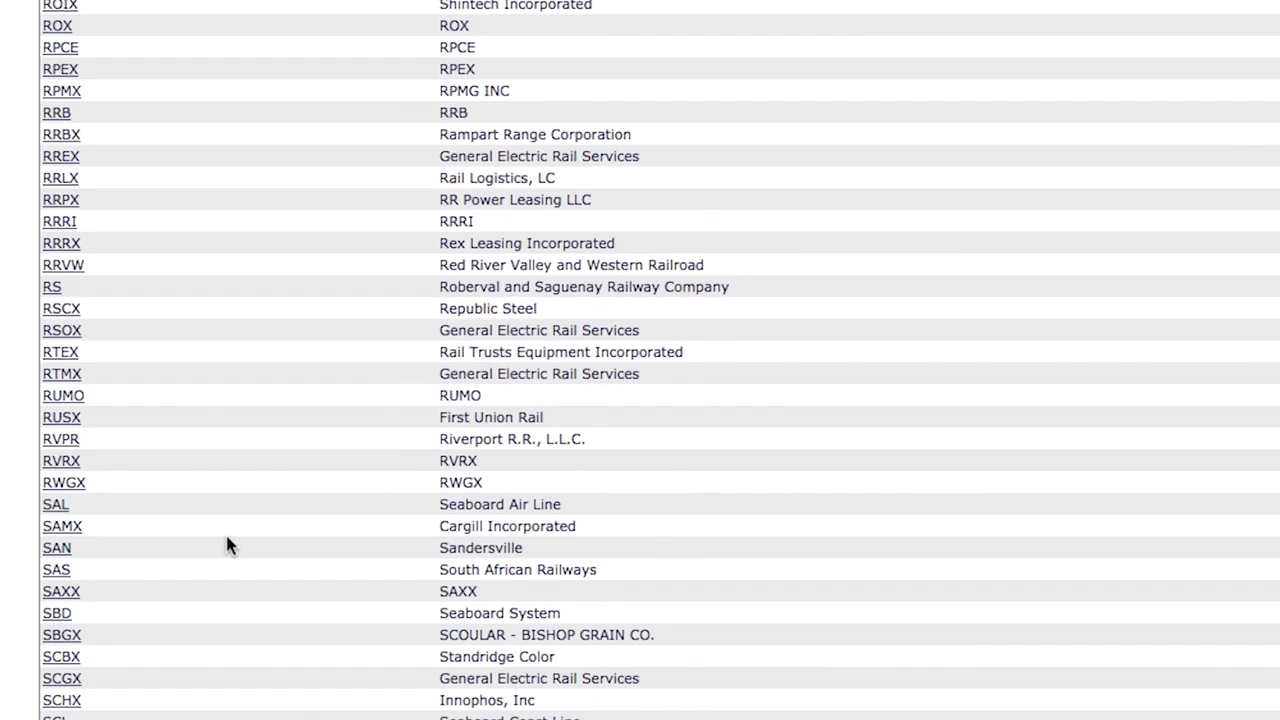 ROIX Shintech Incorporated
ROX ROX
RPCE RPCE
RPEX RPEX
RPMX RPMG INC
RRB RRB
RRBX Rampart Range Corporation
RREX General Electric Rail Services
RRLX Rail Logistics, LC
RRPX RR Power Leasing LLC
RRRI RRRI
RRRX Rex Leasing Incorporated
RRVW Red River Valley and Western Railroad
RS Roberval and Saguenay Railway Company
RSCX Republic Steel
RSOX General Electric Rail Services
RTEX Rail Trusts Equipment Incorporated
RTMX General Electric Rail Services
RUMO RUMO
RUSX First Union Rail
RVPR Riverport R.R., L.L.C.
RVRX RVRX
RWGX RWGX
SAL Seaboard Air Line
SAMX Cargill Incorporated
SAN Sandersville
SAS South African Railways
SAXX SAXX
SBD Seaboard System
SBGX SCOULAR - BISHOP GRAIN CO.
SCBX Standridge Color
SCGX General Electric Rail Services
SCHX Innophos, Inc
SCL Seaboard Coast Line